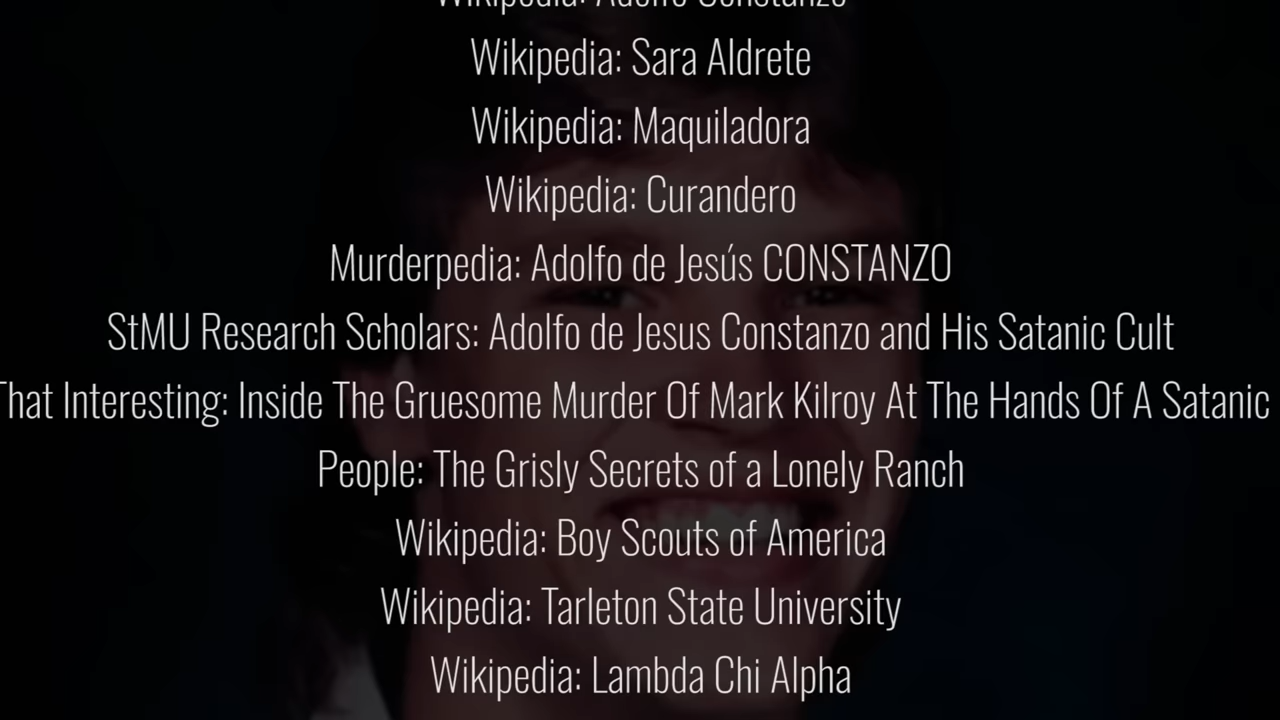 Wikipedia: Adolfo Constanzo
Wikipedia: Sara Aldrete
Wikipedia: Maquiladora
Wikipedia: Curandero
Murderpedia: Adolfo de Jesús CONSTANZO
StMU Research Scholars: Adolfo de Jesus Constanzo and His Satanic Cult
That Interesting: Inside The Gruesome Murder Of Mark Kilroy At The Hands Of A Satanic
People: The Grisly Secrets of a Lonely Ranch
Wikipedia: Boy Scouts of America
Wikipedia: Tarleton State University
Wikipedia: Lambda Chi Alpha